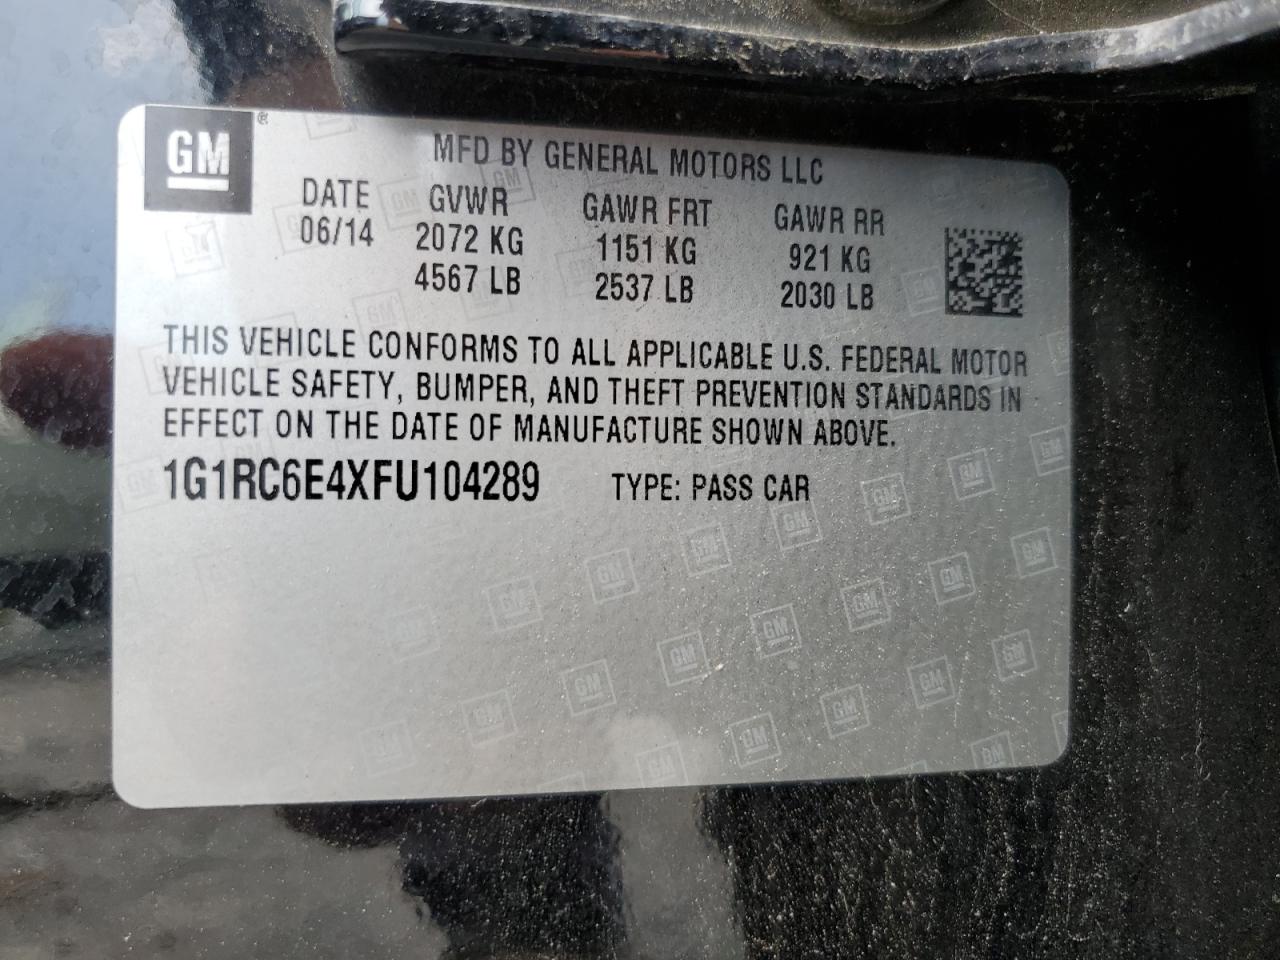 GM ®
MFD BY GENERAL MOTORS LLC
DATE GVWR GAWR FRT GAWR RR
06/14 2072 KG 1151 KG 921 KG
4567 LB 2537 LB 2030 LB
THIS VEHICLE CONFORMS TO ALL APPLICABLE U.S. FEDERAL MOTOR
VEHICLE SAFETY, BUMPER, AND THEFT PREVENTION STANDARDS IN
EFFECT ON THE DATE OF MANUFACTURE SHOWN ABOVE.
1G1RC6E4XFU104289 TYPE: PASS CAR